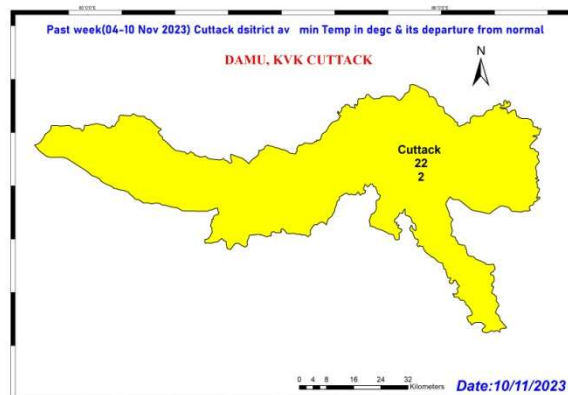 Past week(04-10 Nov 2023) Cuttack dsitrict av min Temp in degc & its departure from normal
DAMU, KVK CUTTACK
N
Cuttack
22
2
0 4 8 16 24 32
Kilometers
Date:10/11/2023